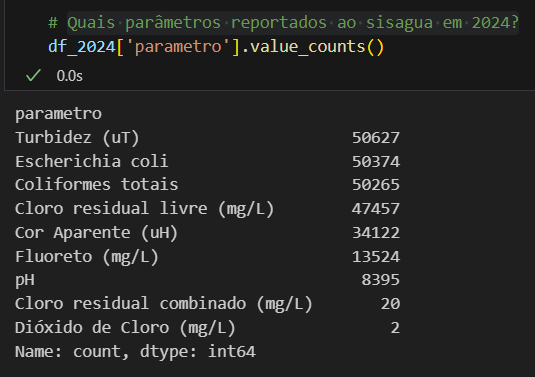 # Quais parâmetros reportados ao sisagua em 2024?
df_2024['parametro'].value_counts()
✓ 0.0s
parametro
Turbidez (uT) 50627
Escherichia coli 50374
Coliformes totais 50265
Cloro residual livre (mg/L) 47457
Cor Aparente (uH) 34122
Fluoreto (mg/L) 13524
pH 8395
Cloro residual combinado (mg/L) 20
Dióxido de Cloro (mg/L) 2
Name: count, dtype: int64